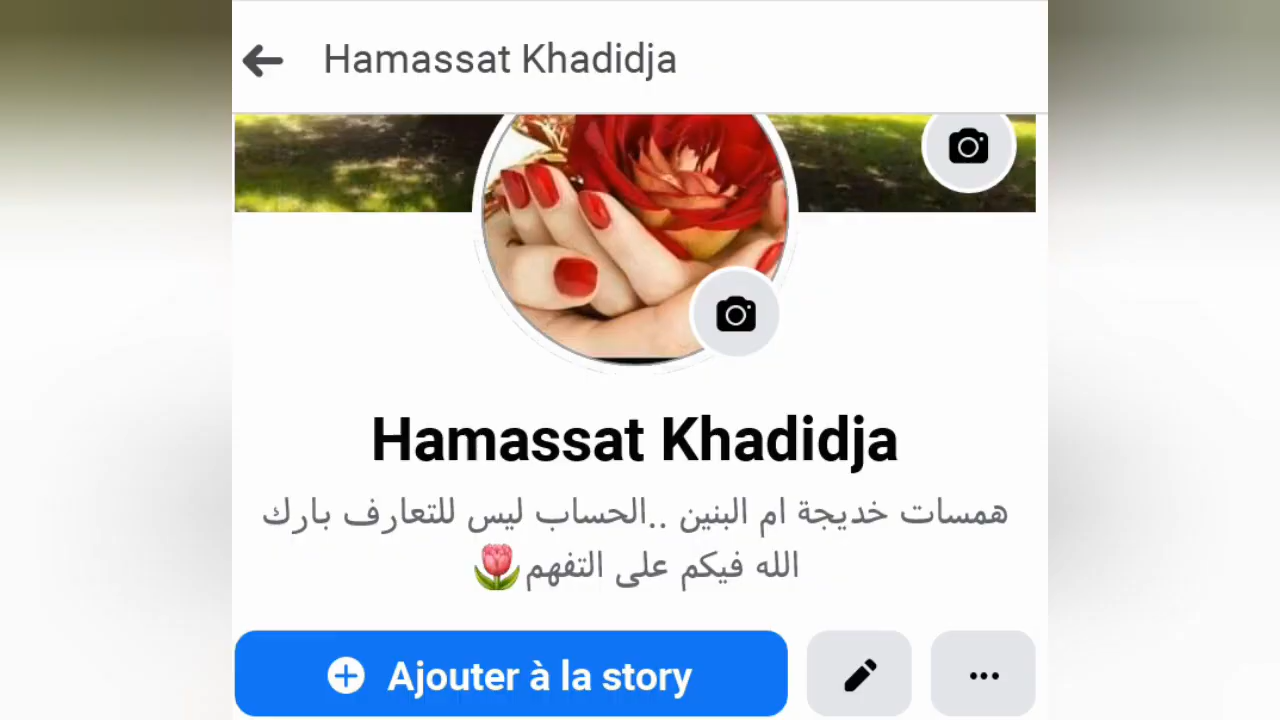 Hamassat Khadidja
Hamassat Khadidja
همسات خديجة ام البنين ..الحساب ليس للتعارف بارك
الله فيكم على التفهم🌷
Ajouter à la story